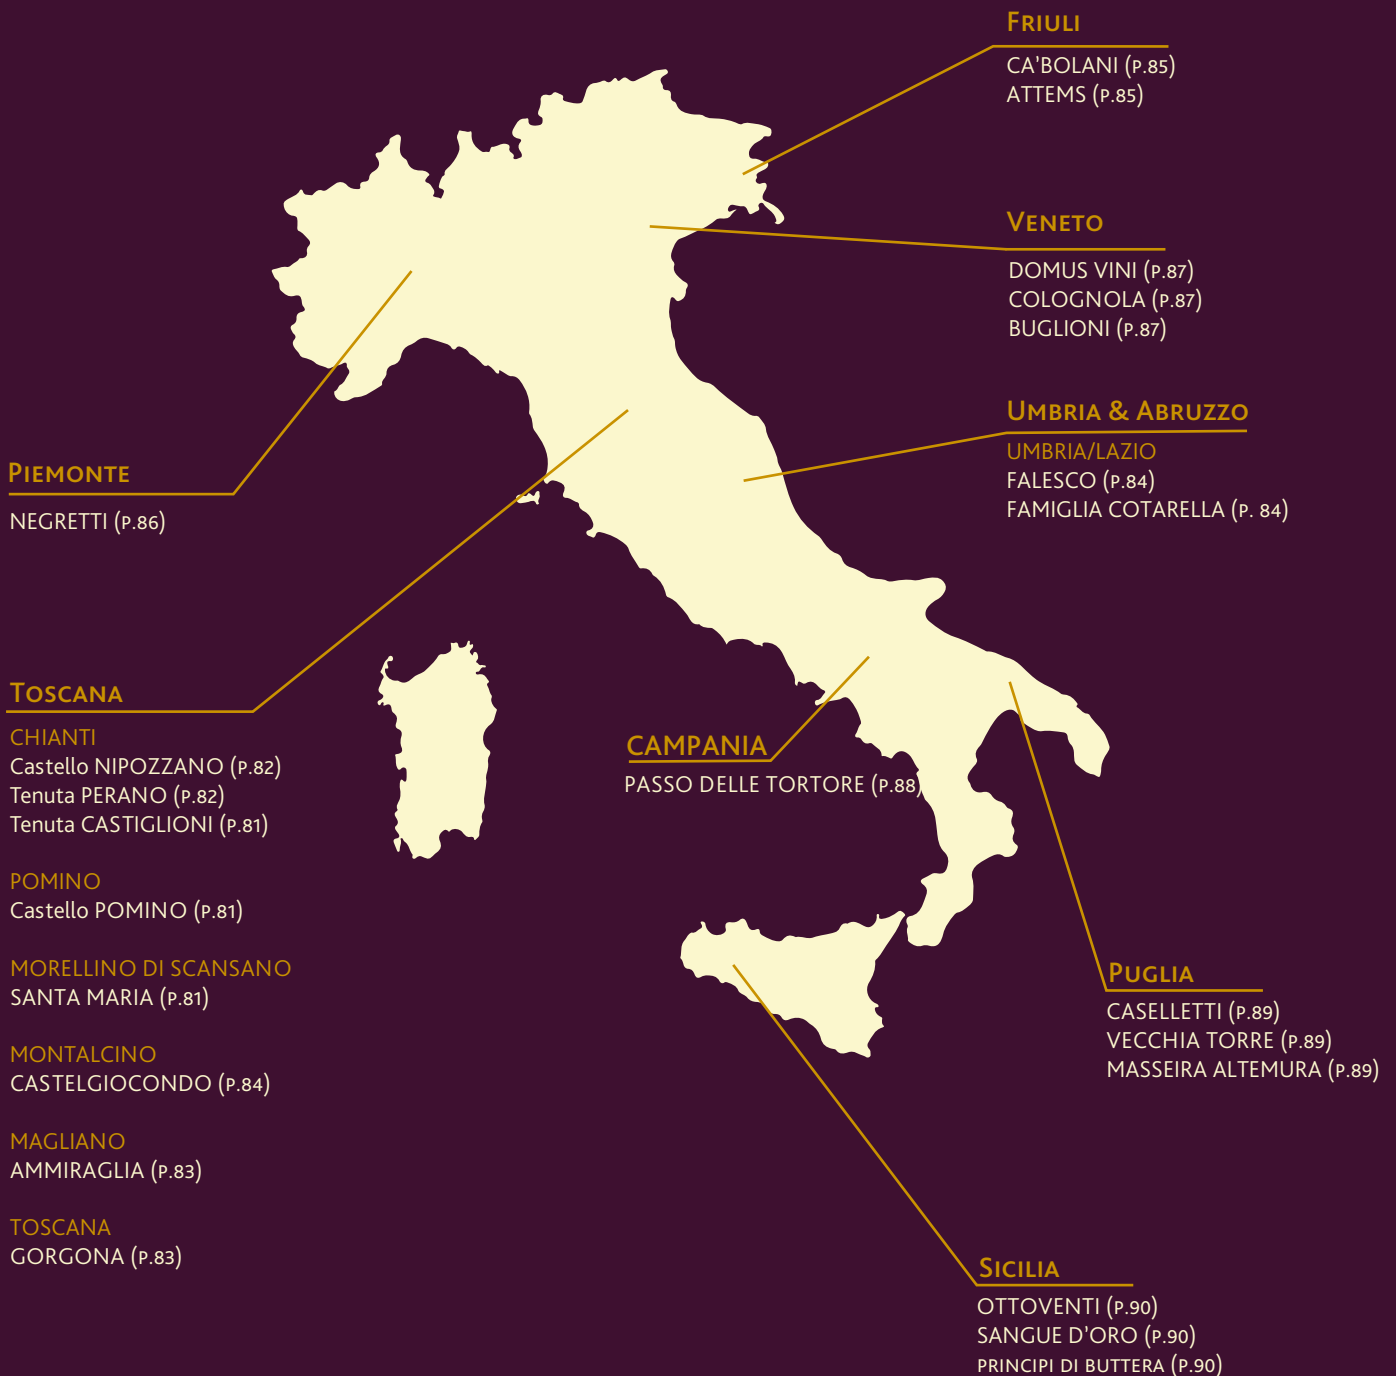 FRIULI
CA'BOLANI (P.85)
ATTEMS (P.85)
VENETO
DOMUS VINI (P.87)
COLOGNOLA (P.87)
BUGLIONI (P.87)
UMBRIA & ABRUZZO
UMBRIA/LAZIO
FALESCO (P.84)
FAMIGLIA COTARELLA (P. 84)
PIEMONTE
NEGRETTI (P.86)
TOSCANA
CHIANTI
Castello NIPOZZANO (P.82)
Tenuta PERANO (P.82)
Tenuta CASTIGLIONI (P.81)
POMINO
Castello POMINO (P.81)
MORELLINO DI SCANSANO
SANTA MARIA (P.81)
MONTALCINO
CASTELGIOCONDO (P.84)
MAGLIANO
AMMIRAGLIA (P.83)
TOSCANA
GORGONA (P.83)
CAMPANIA
PASSO DELLE TORTORE (P.88)
PUGLIA
CASELLETTI (P.89)
VECCHIA TORRE (P.89)
MASSEIRA ALTEMURA (P.89)
SICILIA
OTTOVENTI (P.90)
SANGUE D'ORO (P.90)
PRINCIPI DI BUTTERA (P.90)